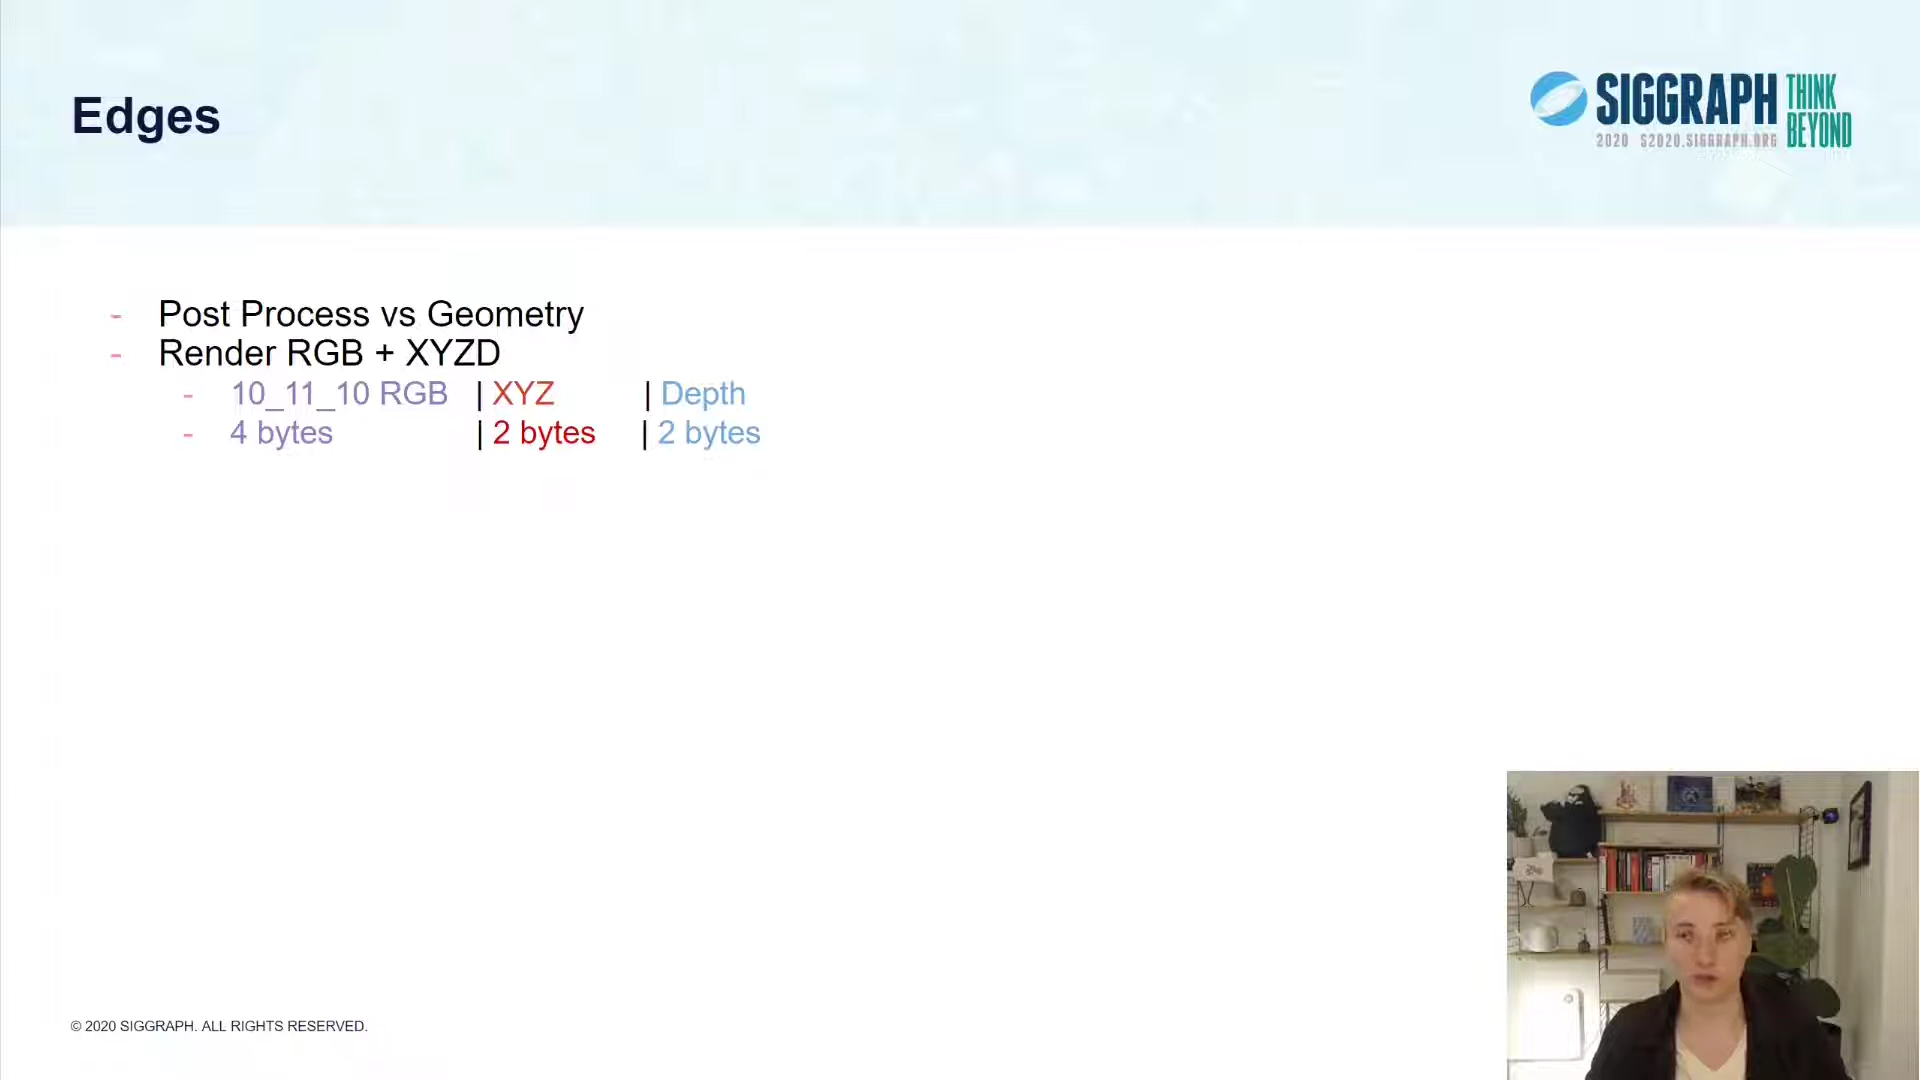 Edges
SIGGRAPH
THINK
BEYOND
2020 S2020.SIGGRAPH.ORG
- Post Process vs Geometry
- Render RGB + XYZD
- 10_11_10 RGB | XYZ | Depth
- 4 bytes | 2 bytes | 2 bytes
© 2020 SIGGRAPH. ALL RIGHTS RESERVED.